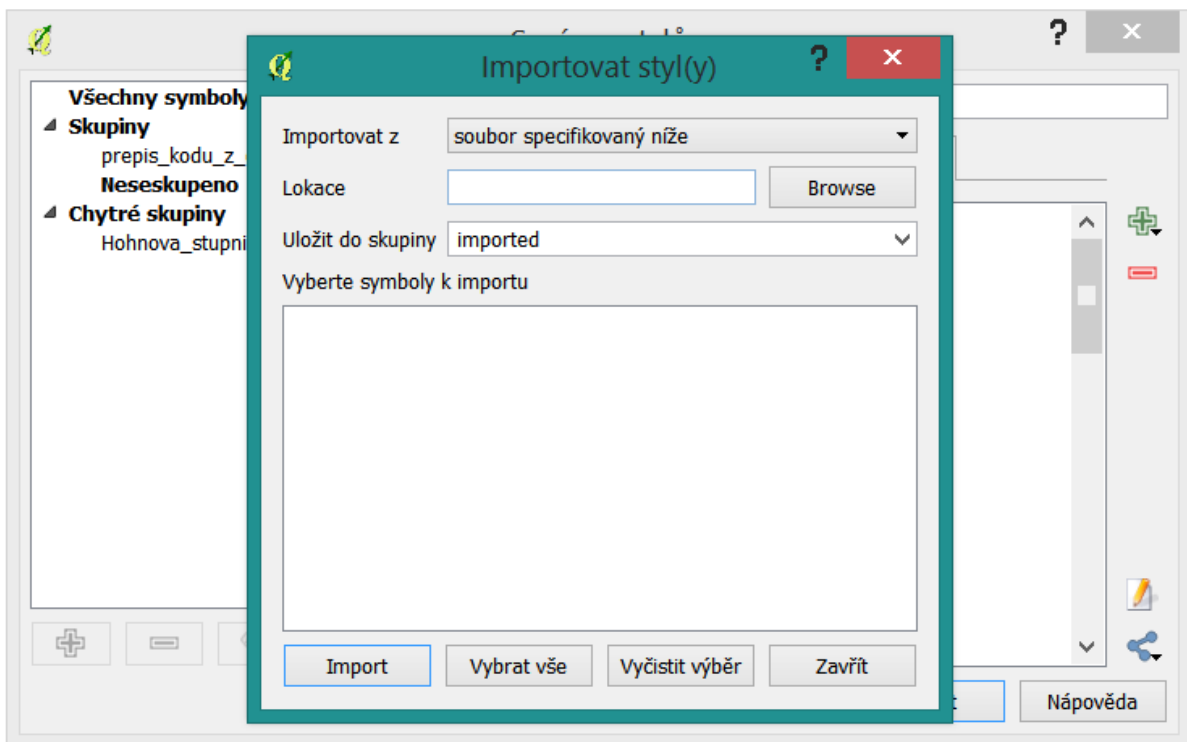 ?
Importovat styl(y)
?
Všechny symboly
Skupiny
prepis_kodu_z_
Neseskupeno
Chytré skupiny
Hohnova_stupni
Importovat z
soubor specifikovaný níže
Lokace
Browse
Uložit do skupiny
imported
Vyberte symboly k importu
Import
Vybrat vše
Vyčistit výběr
Zavřít
Nápověda